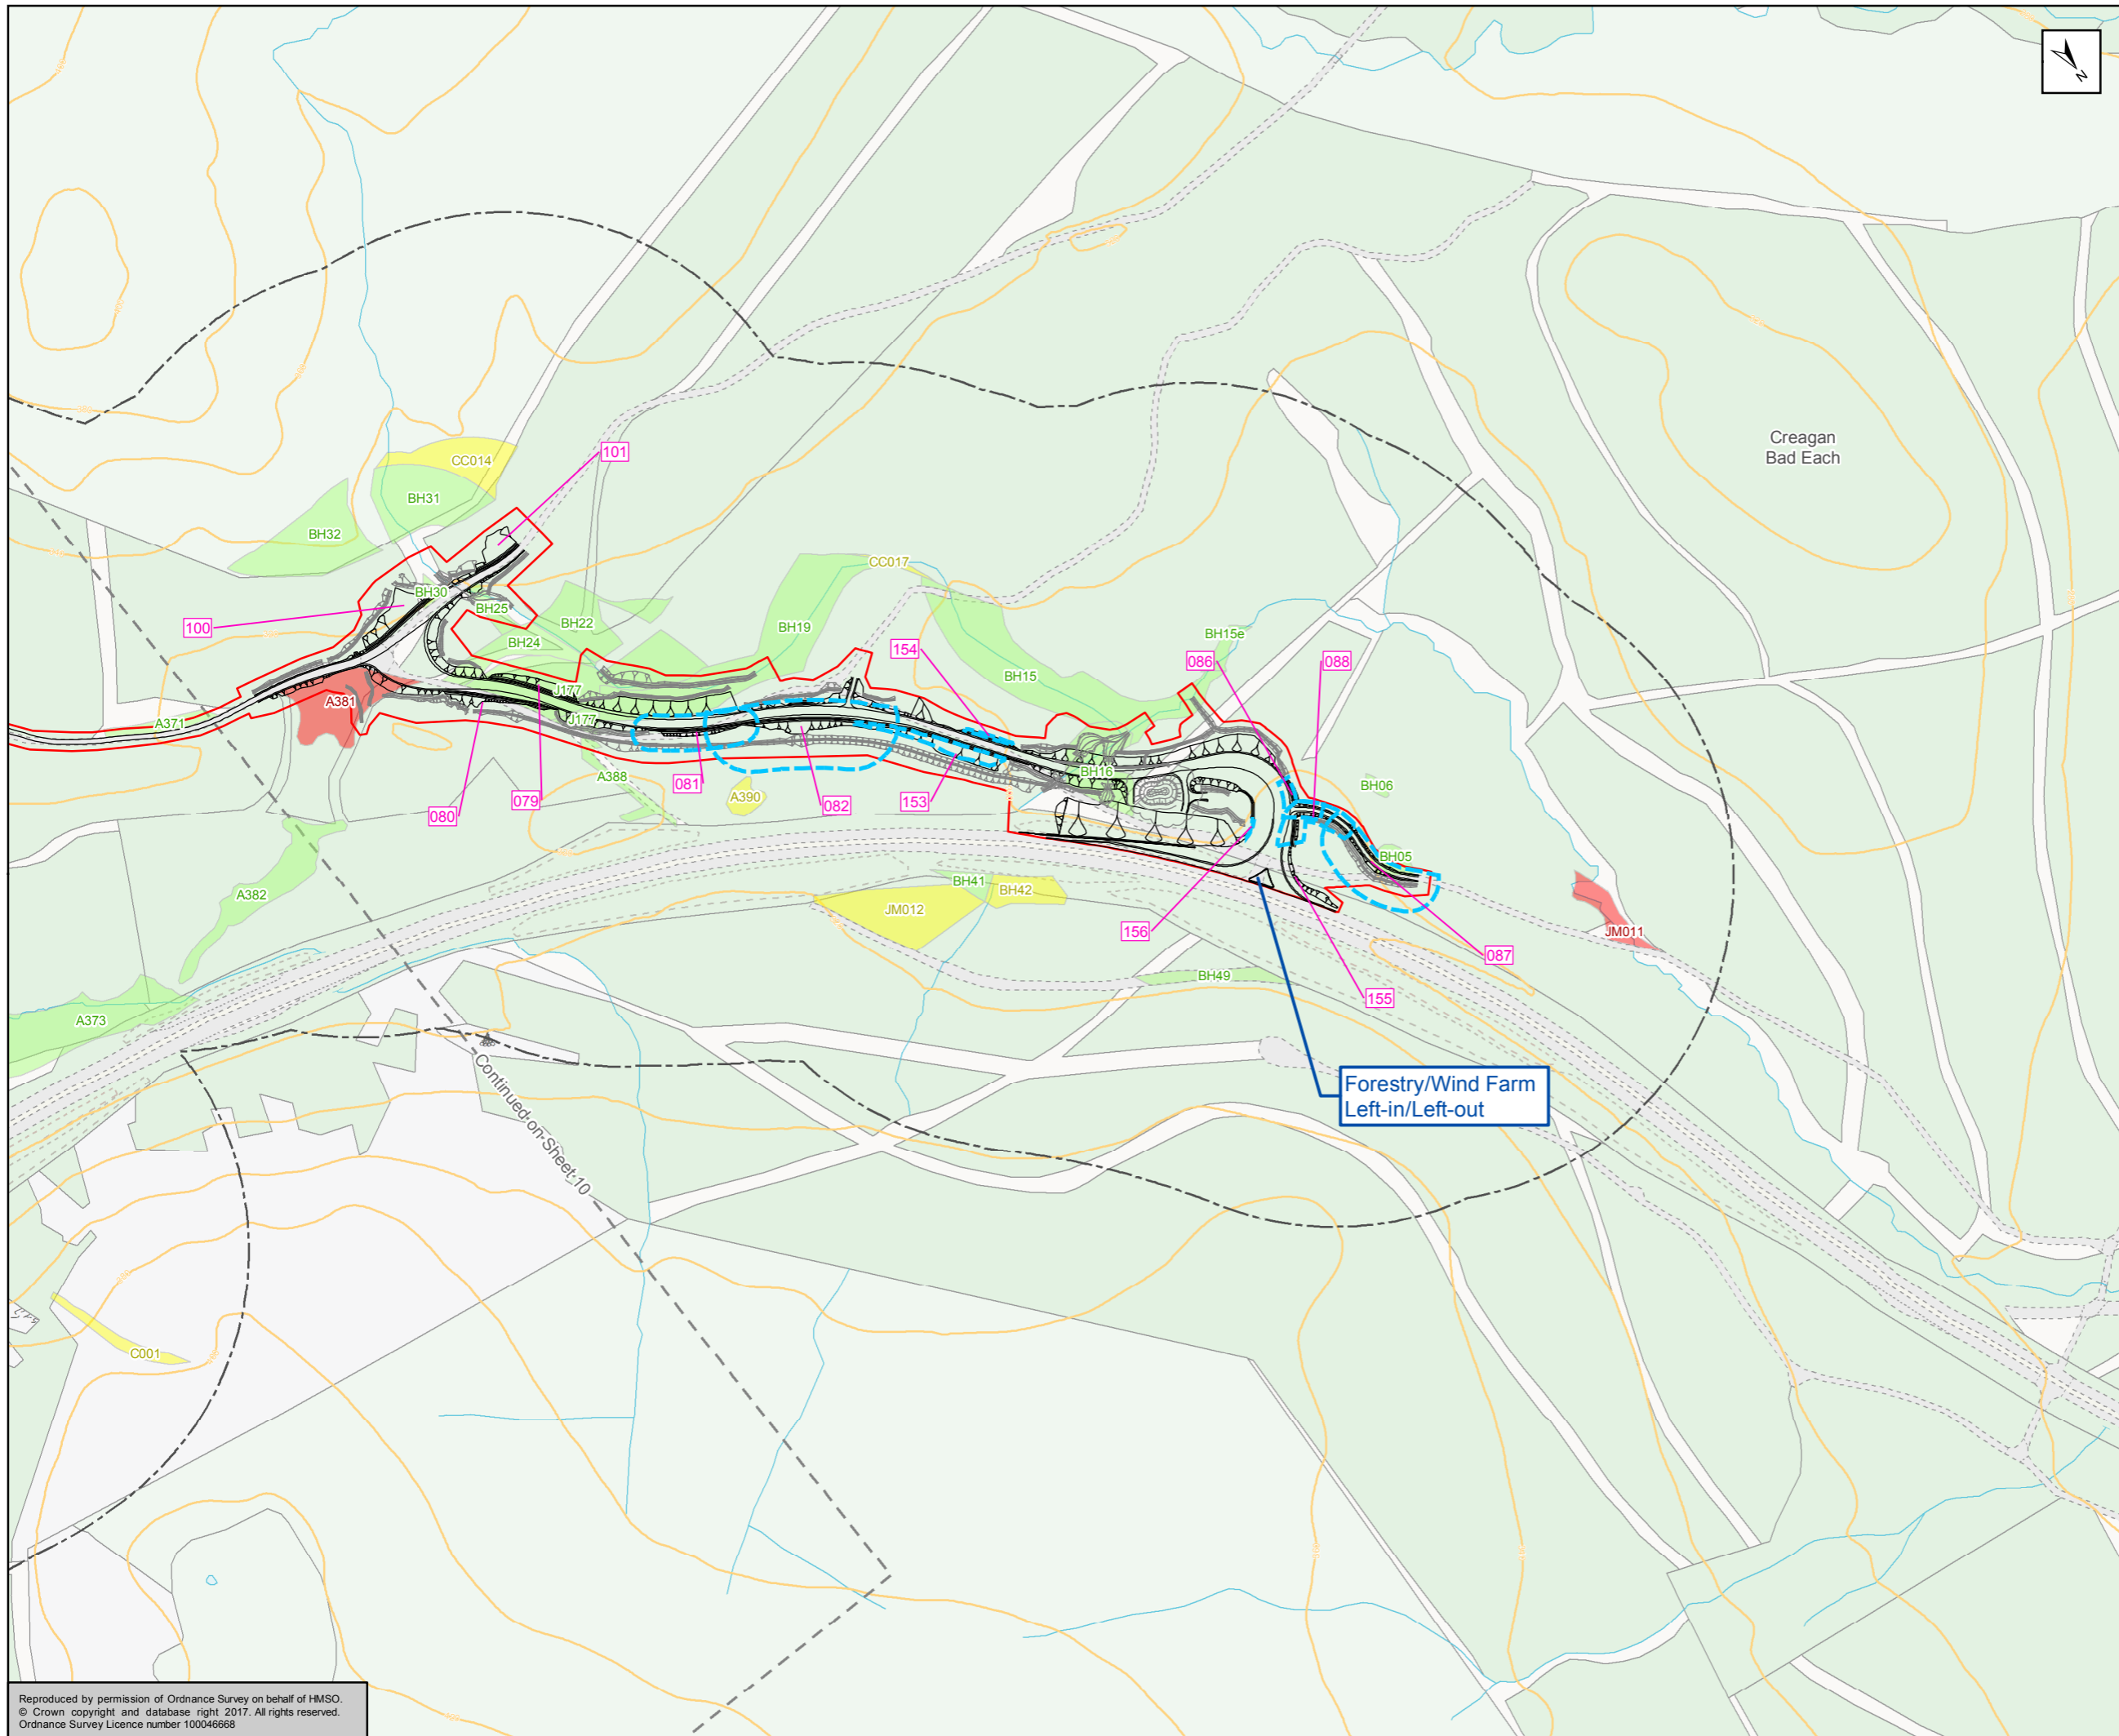 N
Creagan
Bad Each
101
CC014
BH31
BH32
CC017
BH30
BH25
BH22
100
BH24
BH19
154
BH15e
086
088
BH15
J177
A381
A371
J177
BH16
A388
081
BH06
A390
079
082
153
080
BH05
BH41
BH42
A382
JM012
156
JM011
087
BH49
155
A373
Continued on Sheet 10
Forestry/Wind Farm
Left-in/Left-out
C001
Reproduced by permission of Ordnance Survey on behalf of HMSO.
© Crown copyright and database right 2017. All rights reserved.
Ordnance Survey Licence number 100046668